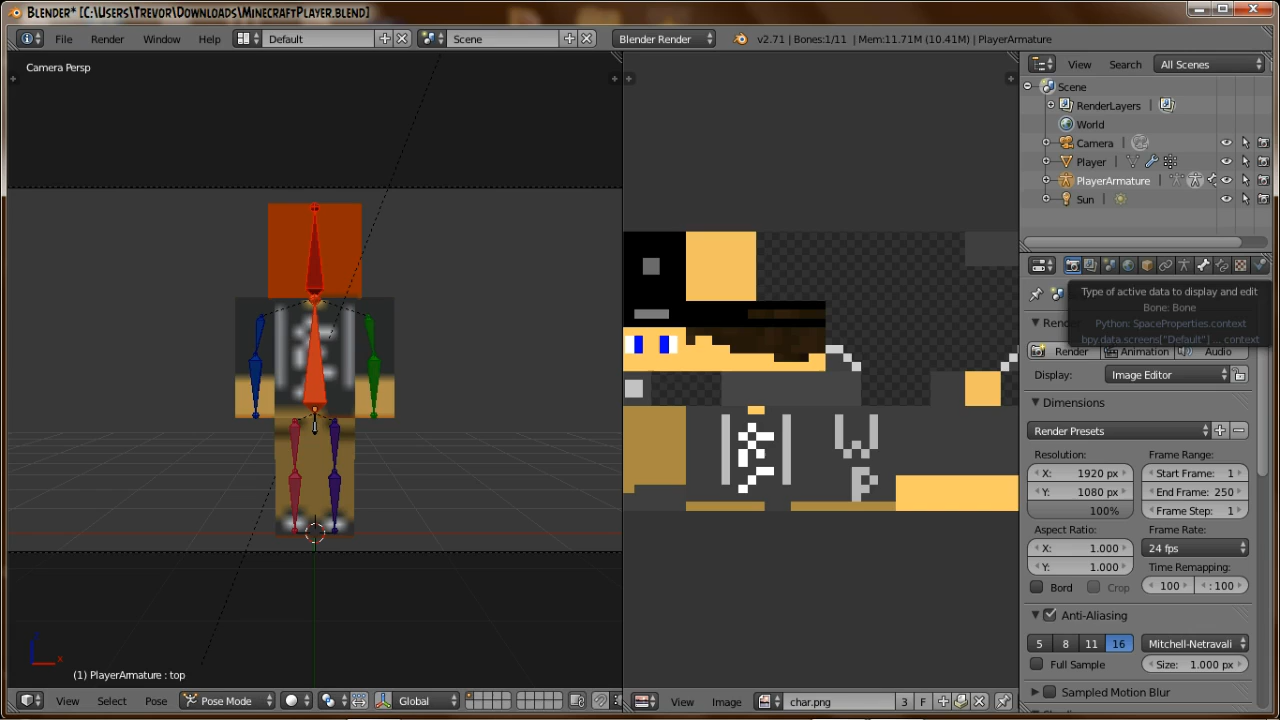 Blender* [C:\Users\Trevor\Downloads\MinecraftPlayer.blend]
File Render Window Help Default Scene Blender Render v2.71 | Bones:1/11 | Mem:11.71M (10.41M) | PlayerArmature
Camera Persp
View Search All Scenes
Scene
RenderLayers
World
Camera
Player
PlayerArmature
Sun
Type of active data to display and edit
Bone: Bone
Python: SpaceProperties.context
bpy.data.screens["Default"] ... context
Render Animation Audio
Display: Image Editor
Dimensions
Render Presets
Resolution: Frame Range:
X: 1920 px Start Frame: 1
Y: 1080 px End Frame: 250
100% Frame Step: 1
Aspect Ratio: Frame Rate:
X: 1.000 24 fps
Y: 1.000 Time Remapping:
Bord Crop 100 : 100
Anti-Aliasing
5 8 11 16 Mitchell-Netravali
Full Sample Size: 1.000 px
Sampled Motion Blur
W
P
x
(1) PlayerArmature : top
View Select Pose Pose Mode Global
View Image char.png 3 F